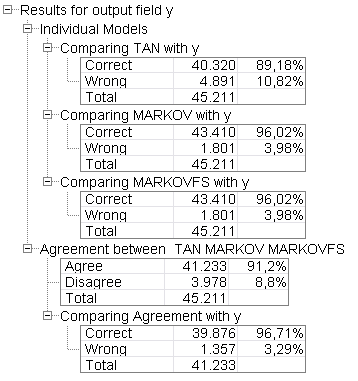 Results for output field y
Individual Models
Comparing TAN with y
Correct 40.320 89,18%
Wrong 4.891 10,82%
Total 45.211
Comparing MARKOV with y
Correct 43.410 96,02%
Wrong 1.801 3,98%
Total 45.211
Comparing MARKOVFS with y
Correct 43.410 96,02%
Wrong 1.801 3,98%
Total 45.211
Agreement between TAN MARKOV MARKOVFS
Agree 41.233 91,2%
Disagree 3.978 8,8%
Total 45.211
Comparing Agreement with y
Correct 39.876 96,71%
Wrong 1.357 3,29%
Total 41.233